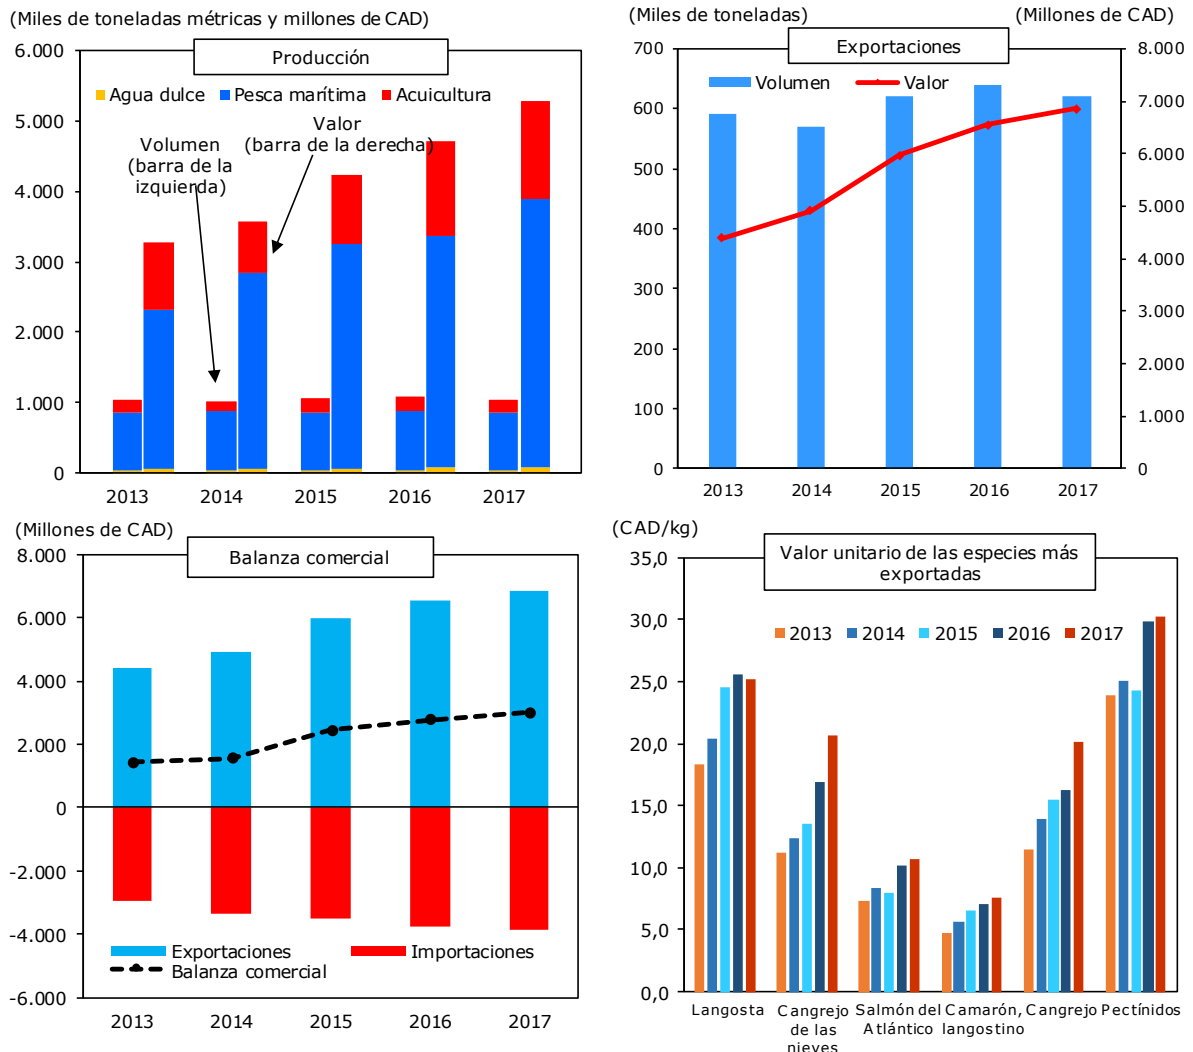 (Miles de toneladas métricas y millones de CAD)
Producción
6.000
5.000
4.000
3.000
2.000
1.000
0
Agua dulce
Pesca marítima
Acuicultura
Volumen
(barra de la
izquierda)
Valor
(barra de la derecha)
2013
2014
2015
2016
2017
(Miles de toneladas)
(Millones de CAD)
Exportaciones
700
600
500
400
300
200
100
0
Volumen
Valor
8.000
7.000
6.000
5.000
4.000
3.000
2.000
1.000
0
2013
2014
2015
2016
2017
(Millones de CAD)
Balanza comercial
8.000
6.000
4.000
2.000
0
-2.000
-4.000
-6.000
Exportaciones
Importaciones
Balanza comercial
2013
2014
2015
2016
2017
(CAD/kg)
Valor unitario de las especies más
exportadas
35,0
30,0
25,0
20,0
15,0
10,0
5,0
0,0
2013
2014
2015
2016
2017
Langosta
Cangrejo
de las
nieves
Salmón del
Atlántico
Camarón,
langostino
Cangrejo
Pectínidos